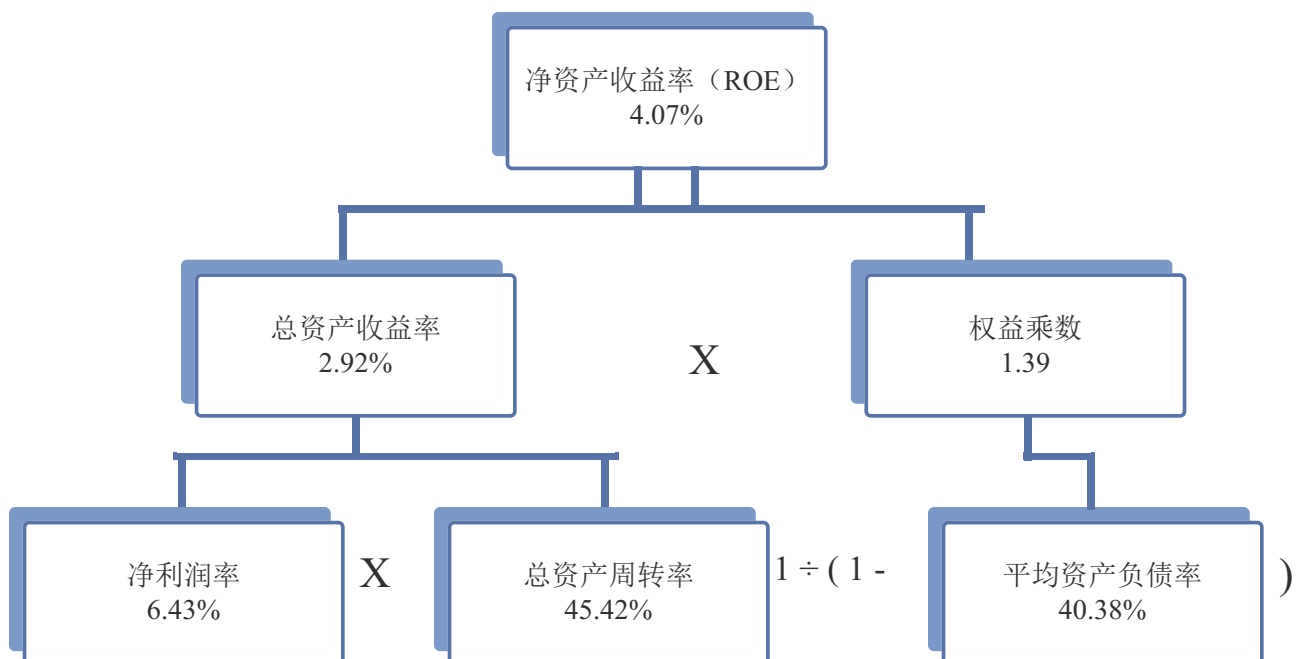 净资产收益率（ROE）
4.07%
总资产收益率
2.92%
X
权益乘数
1.39
净利润率
6.43%
X
总资产周转率
45.42%
1 ÷ ( 1 -
平均资产负债率
40.38%
)